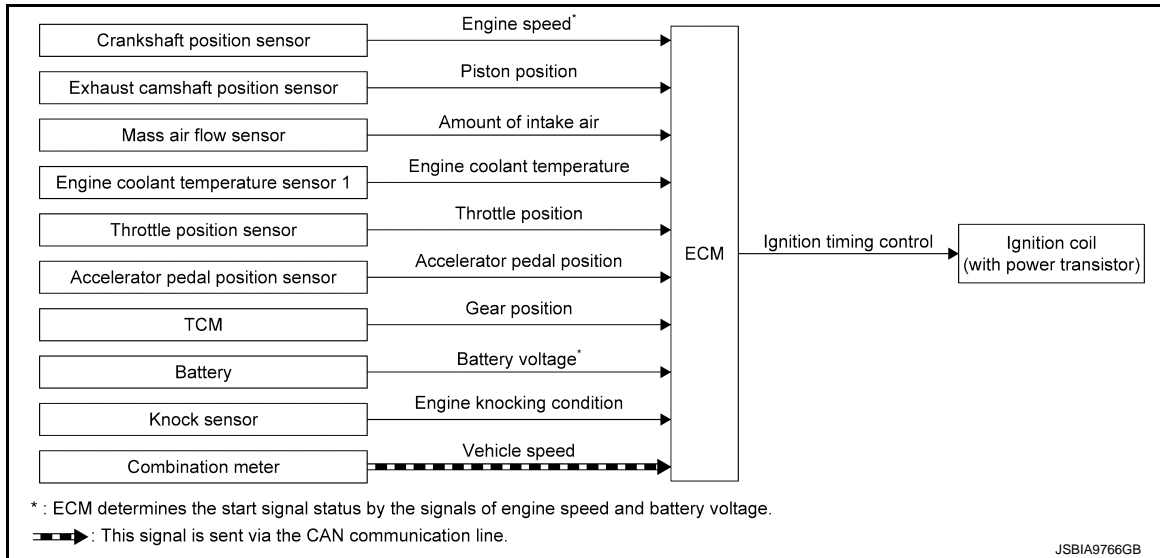 Crankshaft position sensor
Engine speed*
Exhaust camshaft position sensor
Piston position
Mass air flow sensor
Amount of intake air
Engine coolant temperature sensor 1
Engine coolant temperature
Throttle position sensor
Throttle position
Accelerator pedal position sensor
Accelerator pedal position
TCM
Gear position
Battery
Battery voltage*
Knock sensor
Engine knocking condition
Combination meter
Vehicle speed
ECM
Ignition timing control
Ignition coil
(with power transistor)
* : ECM determines the start signal status by the signals of engine speed and battery voltage.
: This signal is sent via the CAN communication line.
JSBIA9766GB